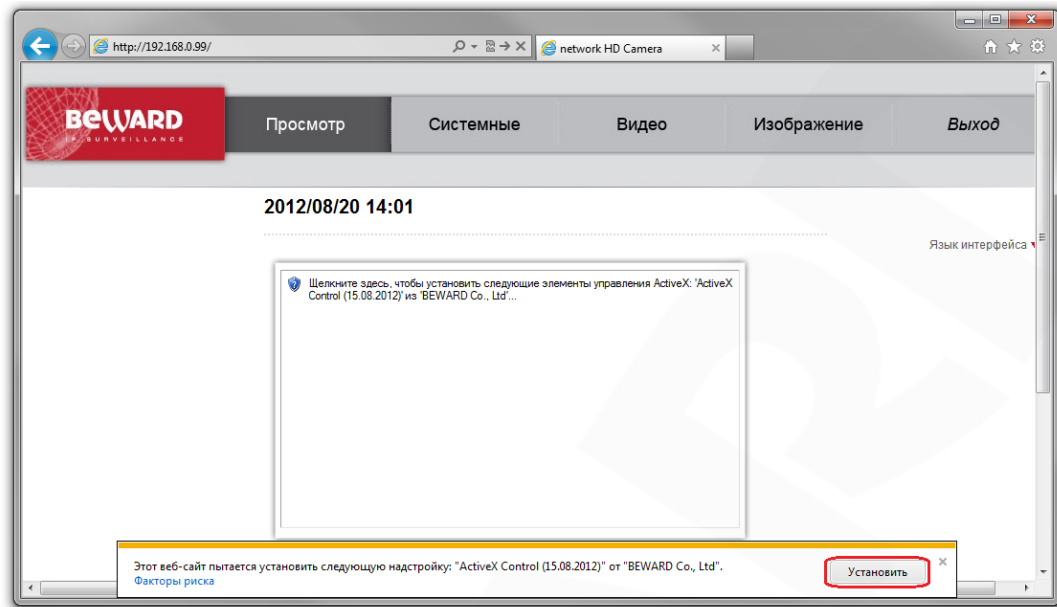 http://192.168.0.99/
network HD Camera
BEWARD
IP SURVEILLANCE
Просмотр
Системные
Видео
Изображение
Выход
2012/08/20 14:01
Язык интерфейса
Щелкните здесь, чтобы установить следующие элементы управления ActiveX: 'ActiveX
Control (15.08.2012)' из 'BEWARD Co., Ltd'...
Этот веб-сайт пытается установить следующую надстройку: "ActiveX Control (15.08.2012)" от "BEWARD Co., Ltd".
Факторы риска
Установить